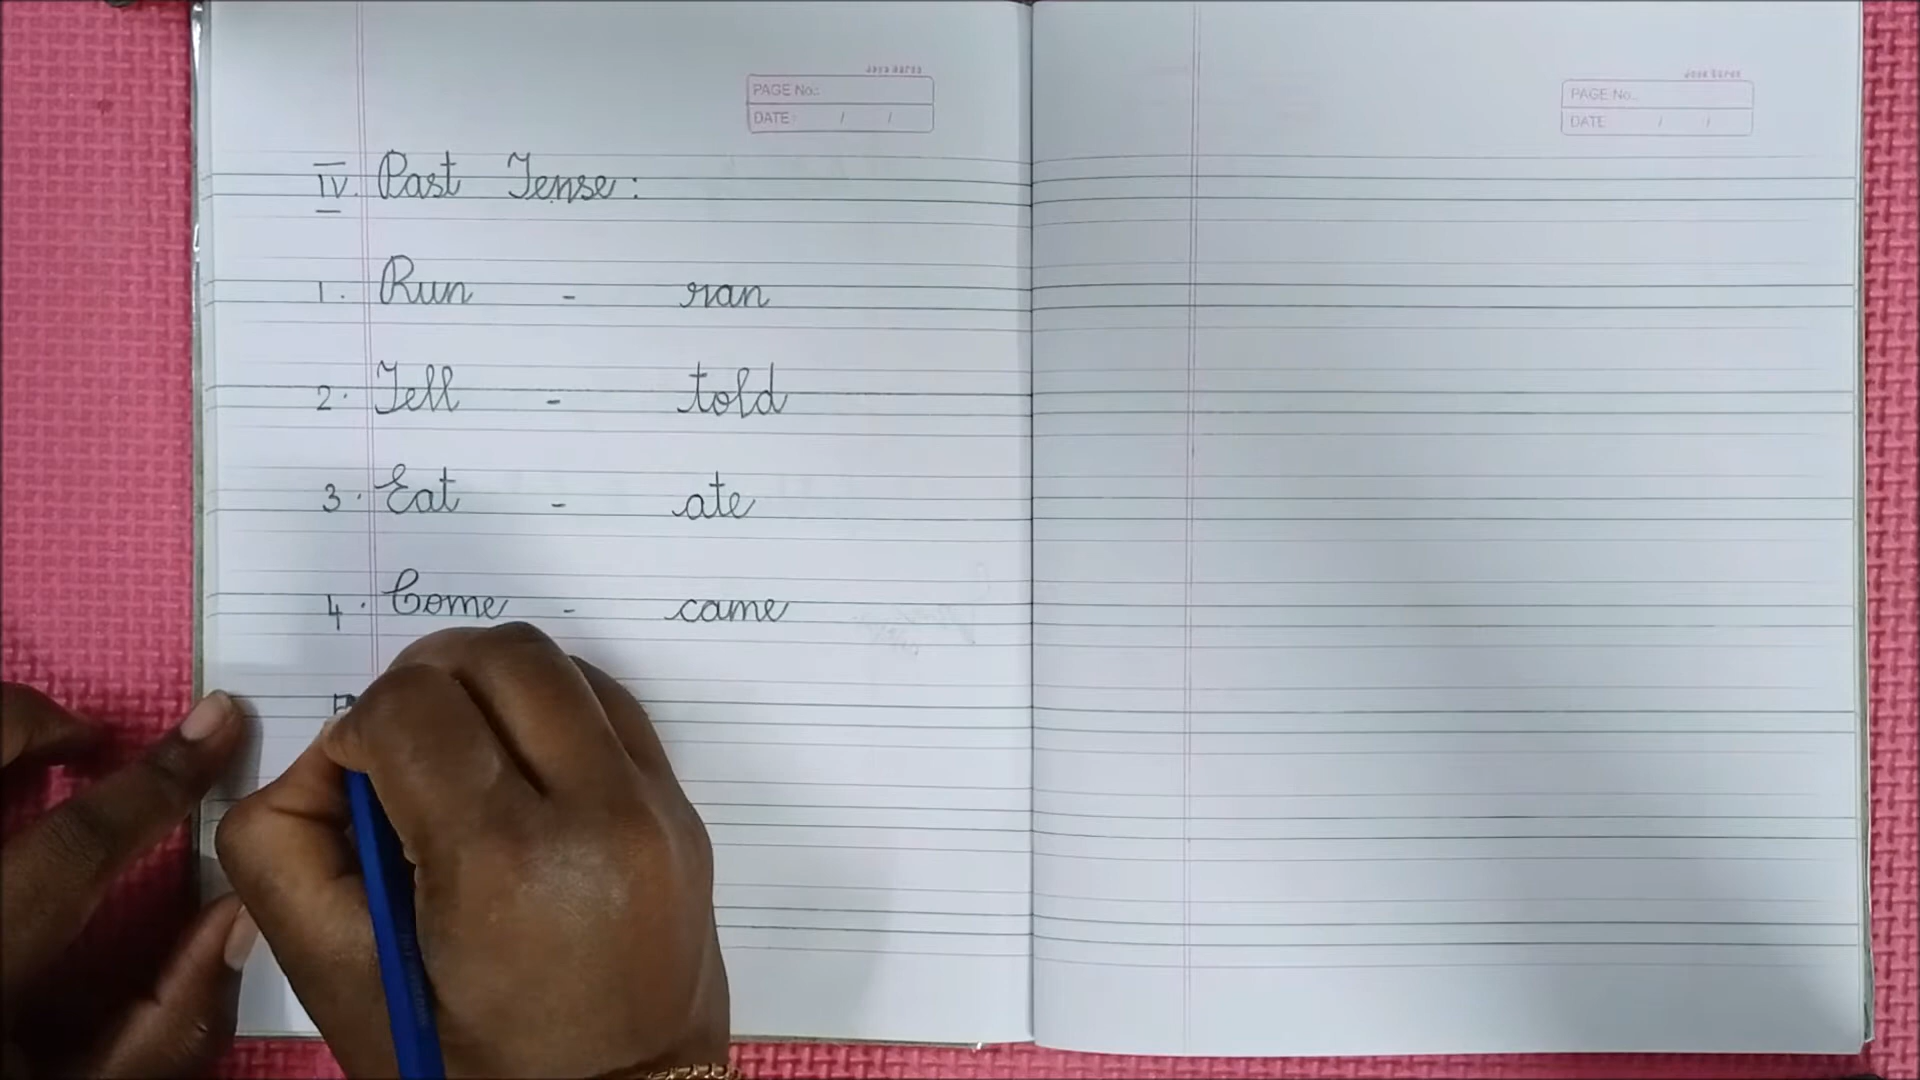 PAGE No.:
DATE: / /
PAGE No.:
DATE / /
IV. Past Tense:
1. Run - ran
2. Tell - told
3. Eat - ate
4. Come - came